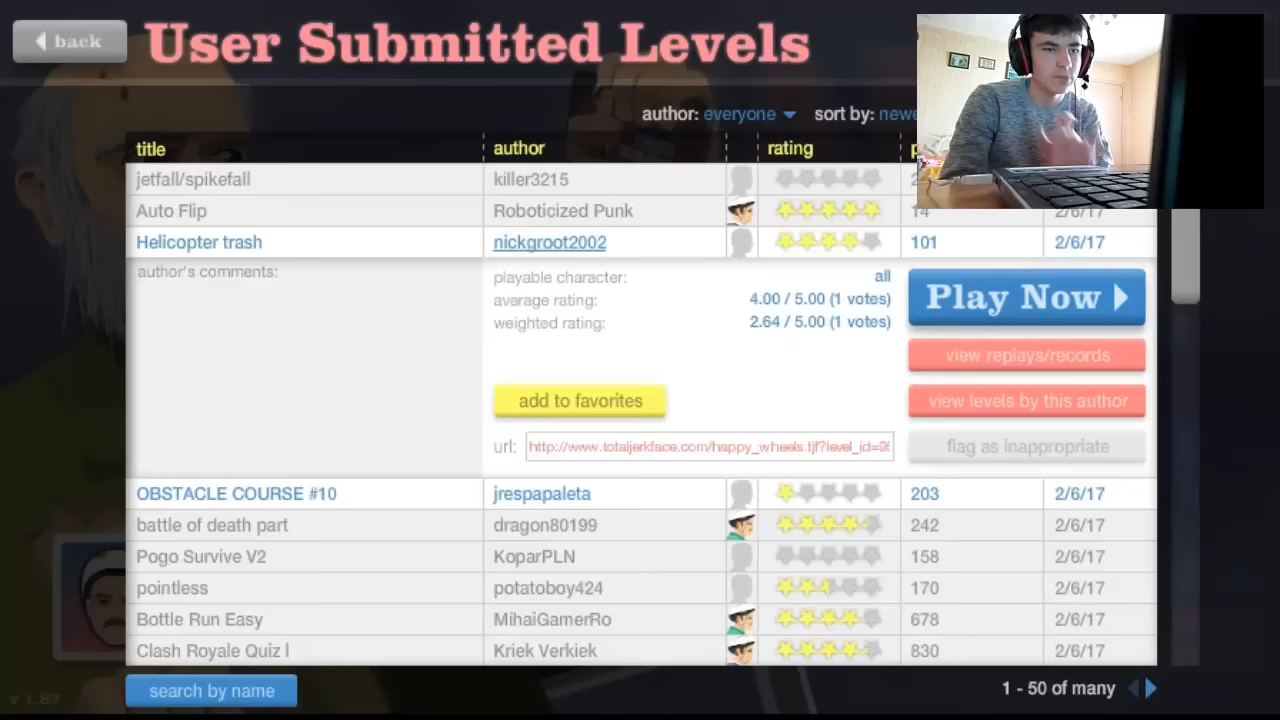 back
User Submitted Levels
author: everyone sort by: newe
title author rating p
jetfall/spikefall killer3215
Auto Flip Roboticized Punk 14 2/6/17
Helicopter trash nickgroot2002 101 2/6/17
author's comments:
playable character: all
average rating: 4.00 / 5.00 (1 votes)
weighted rating: 2.64 / 5.00 (1 votes)
Play Now
view replays/records
add to favorites
view levels by this author
url: http://www.totaljerkface.com/happy_wheels.tjf?level_id=9
flag as inappropriate
OBSTACLE COURSE #10 jrespapaleta 203 2/6/17
battle of death part dragon80199 242 2/6/17
Pogo Survive V2 KoparPLN 158 2/6/17
pointless potatoboy424 170 2/6/17
Bottle Run Easy MihaiGamerRo 678 2/6/17
Clash Royale Quiz I Kriek Verkiek 830 2/6/17
search by name
1 - 50 of many
v 1.87